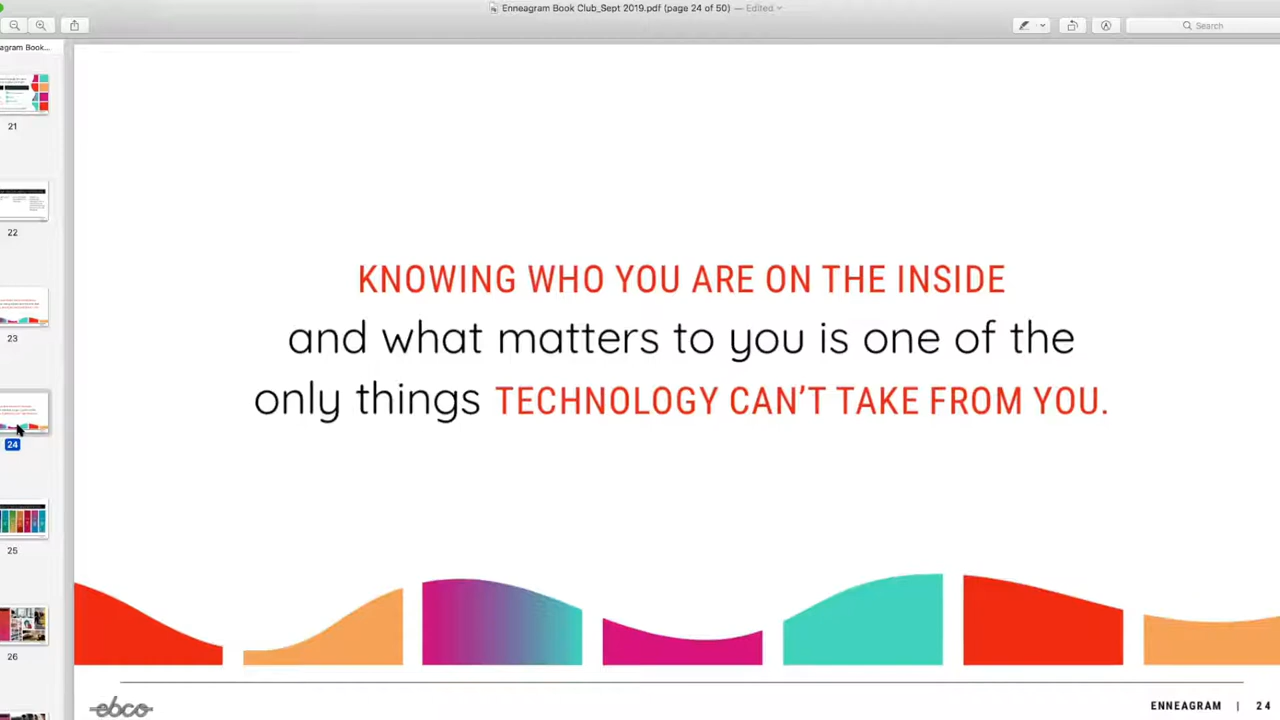 Enneagram Book Club_Sept 2019.pdf (page 24 of 50) — Edited
Search
agram Book...
21
22
23
24
25
26
KNOWING WHO YOU ARE ON THE INSIDE
and what matters to you is one of the
only things TECHNOLOGY CAN'T TAKE FROM YOU.
ebco
ENNEAGRAM | 24